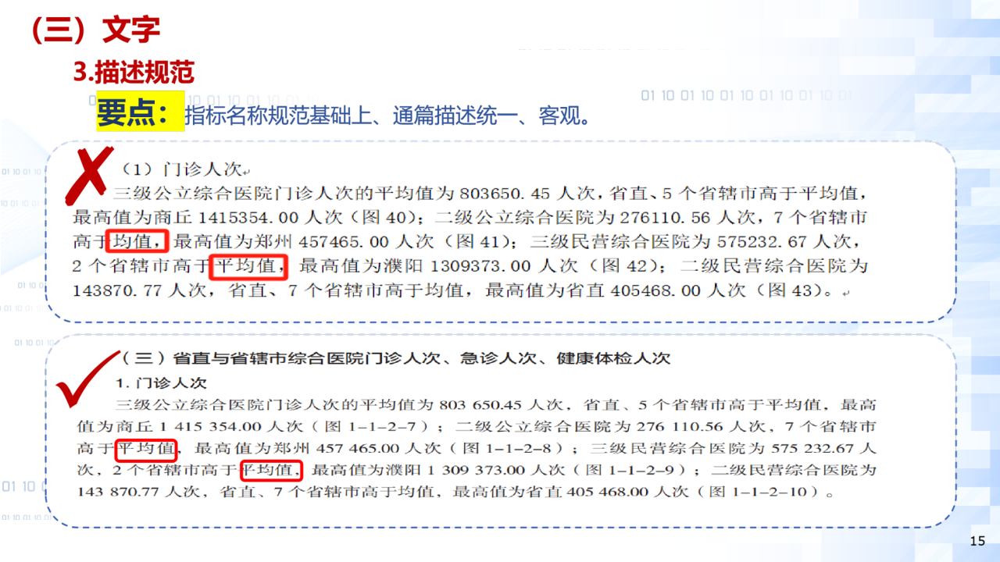 （三）文字
3.描述规范
要点：指标名称规范基础上、通篇描述统一、客观。
（1）门诊人次
三级公立综合医院门诊人次的平均值为 803650.45 人次，省直、5 个省辖市高于平均值，
最高值为商丘 1415354.00 人次（图 40）；二级公立综合医院为 276110.56 人次，7 个省辖市
高于均值，最高值为郑州 457465.00 人次（图 41）；三级民营综合医院为 575232.67 人次，
2 个省辖市高于平均值，最高值为濮阳 1309373.00 人次（图 42）；二级民营综合医院为
143870.77 人次，省直、7 个省辖市高于均值，最高值为省直 405468.00 人次（图 43）。
（三）省直与省辖市综合医院门诊人次、急诊人次、健康体检人次
1. 门诊人次
三级公立综合医院门诊人次的平均值为 803 650.45 人次，省直、5 个省辖市高于平均值，最高
值为商丘 1 415 354.00 人次（图 1-1-2-7）；二级公立综合医院为 276 110.56 人次，7 个省辖市
高于平均值，最高值为郑州 457 465.00 人次（图 1-1-2-8）；三级民营综合医院为 575 232.67 人
次，2 个省辖市高于平均值，最高值为濮阳 1 309 373.00 人次（图 1-1-2-9）；二级民营综合医院为
143 870.77 人次，省直、7 个省辖市高于均值，最高值为省直 405 468.00 人次（图 1-1-2-10）。
15